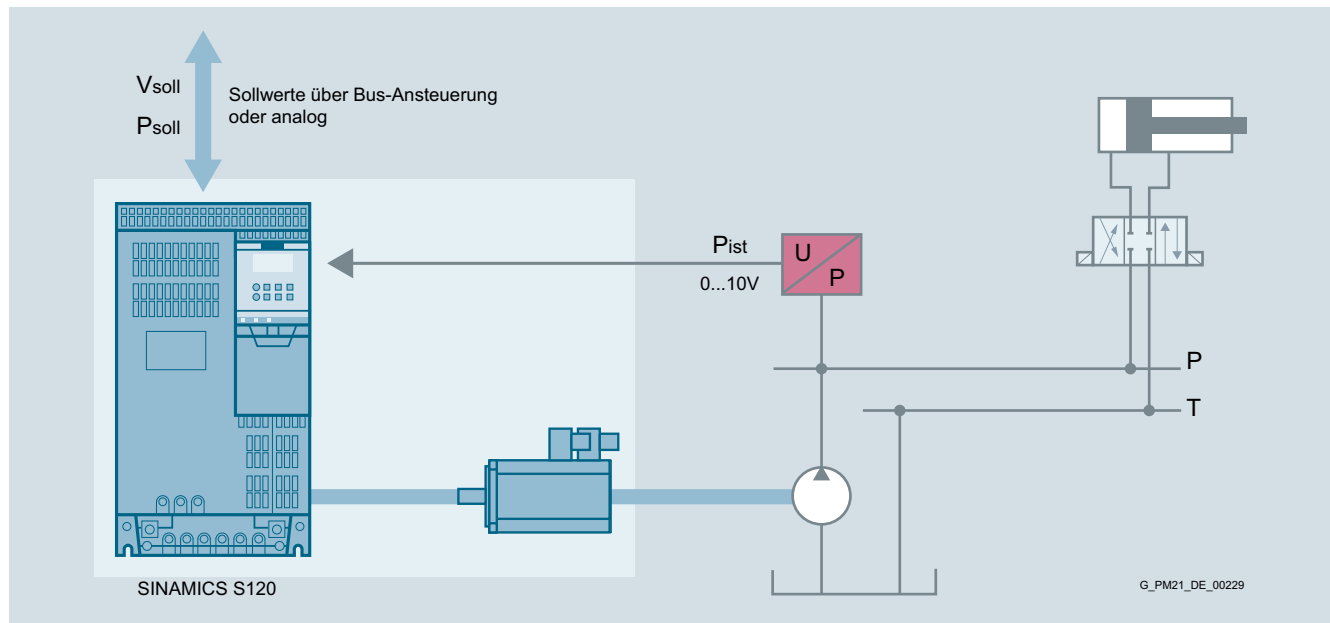 Vsoll
Psoll
Sollwerte über Bus-Ansteuerung
oder analog
Pist
0...10V
U
P
P
T
SINAMICS S120
G_PM21_DE_00229